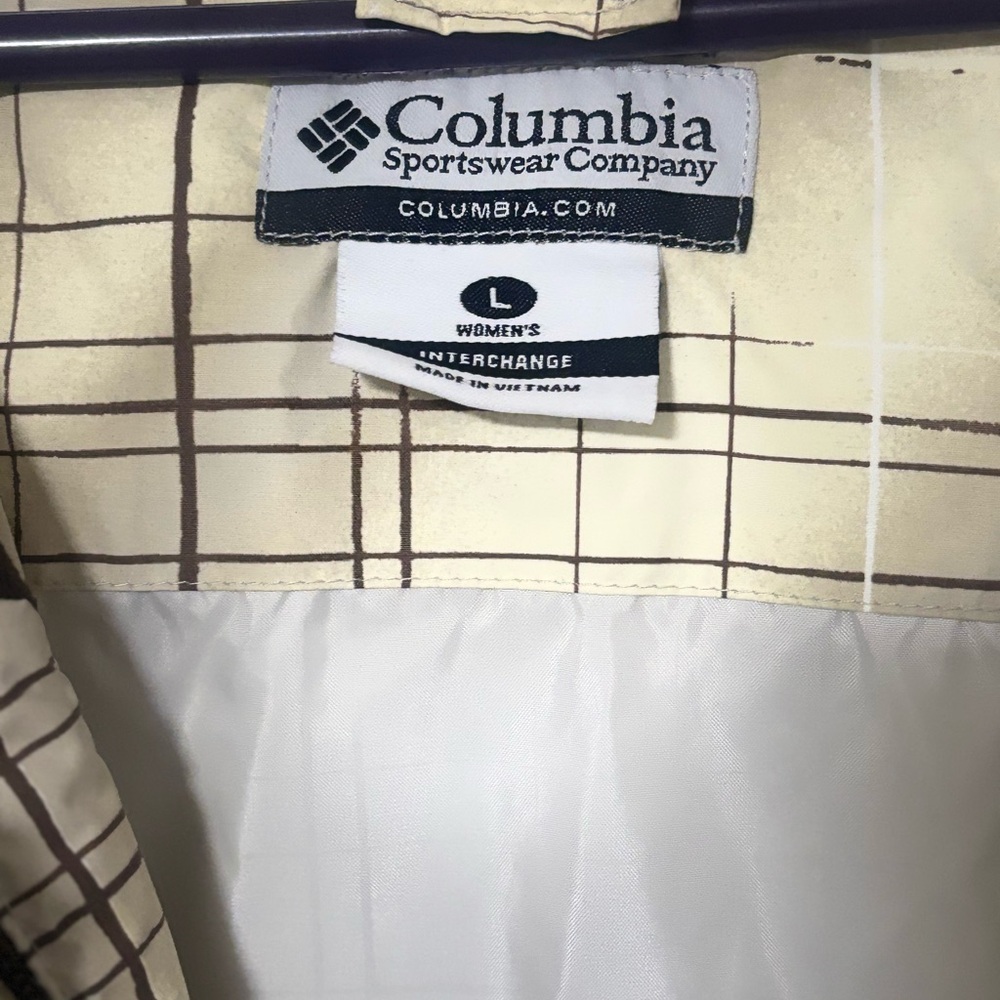 Columbia
Sportswear Company
COLUMBIA.COM
L
WOMEN'S
INTERCHANGE
MADE IN VIETNAM